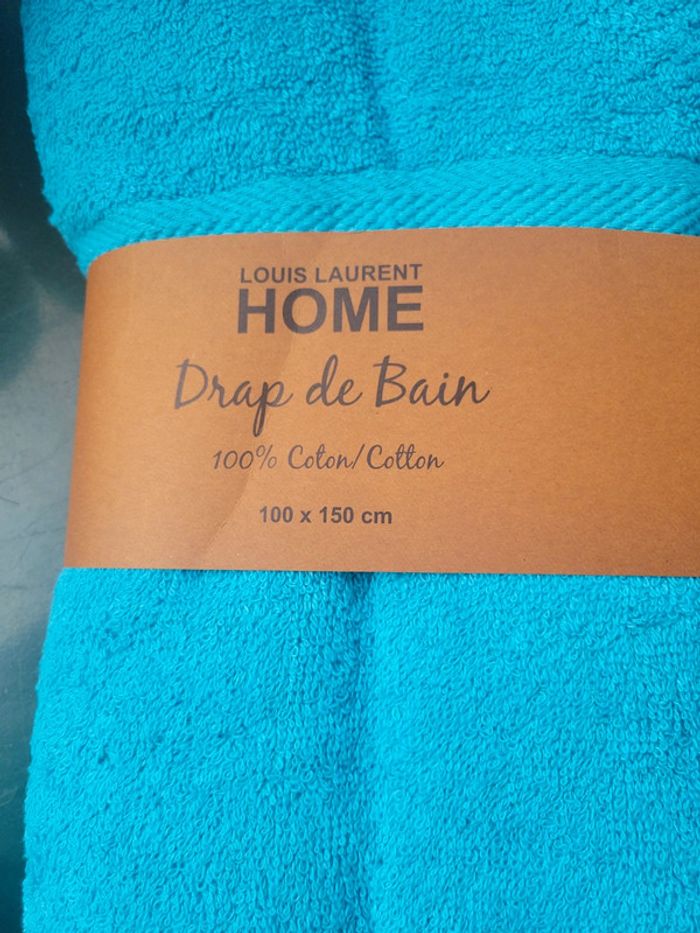 LOUIS LAURENT
HOME
Drap de Bain
100% Coton/Cotton
100 x 150 cm